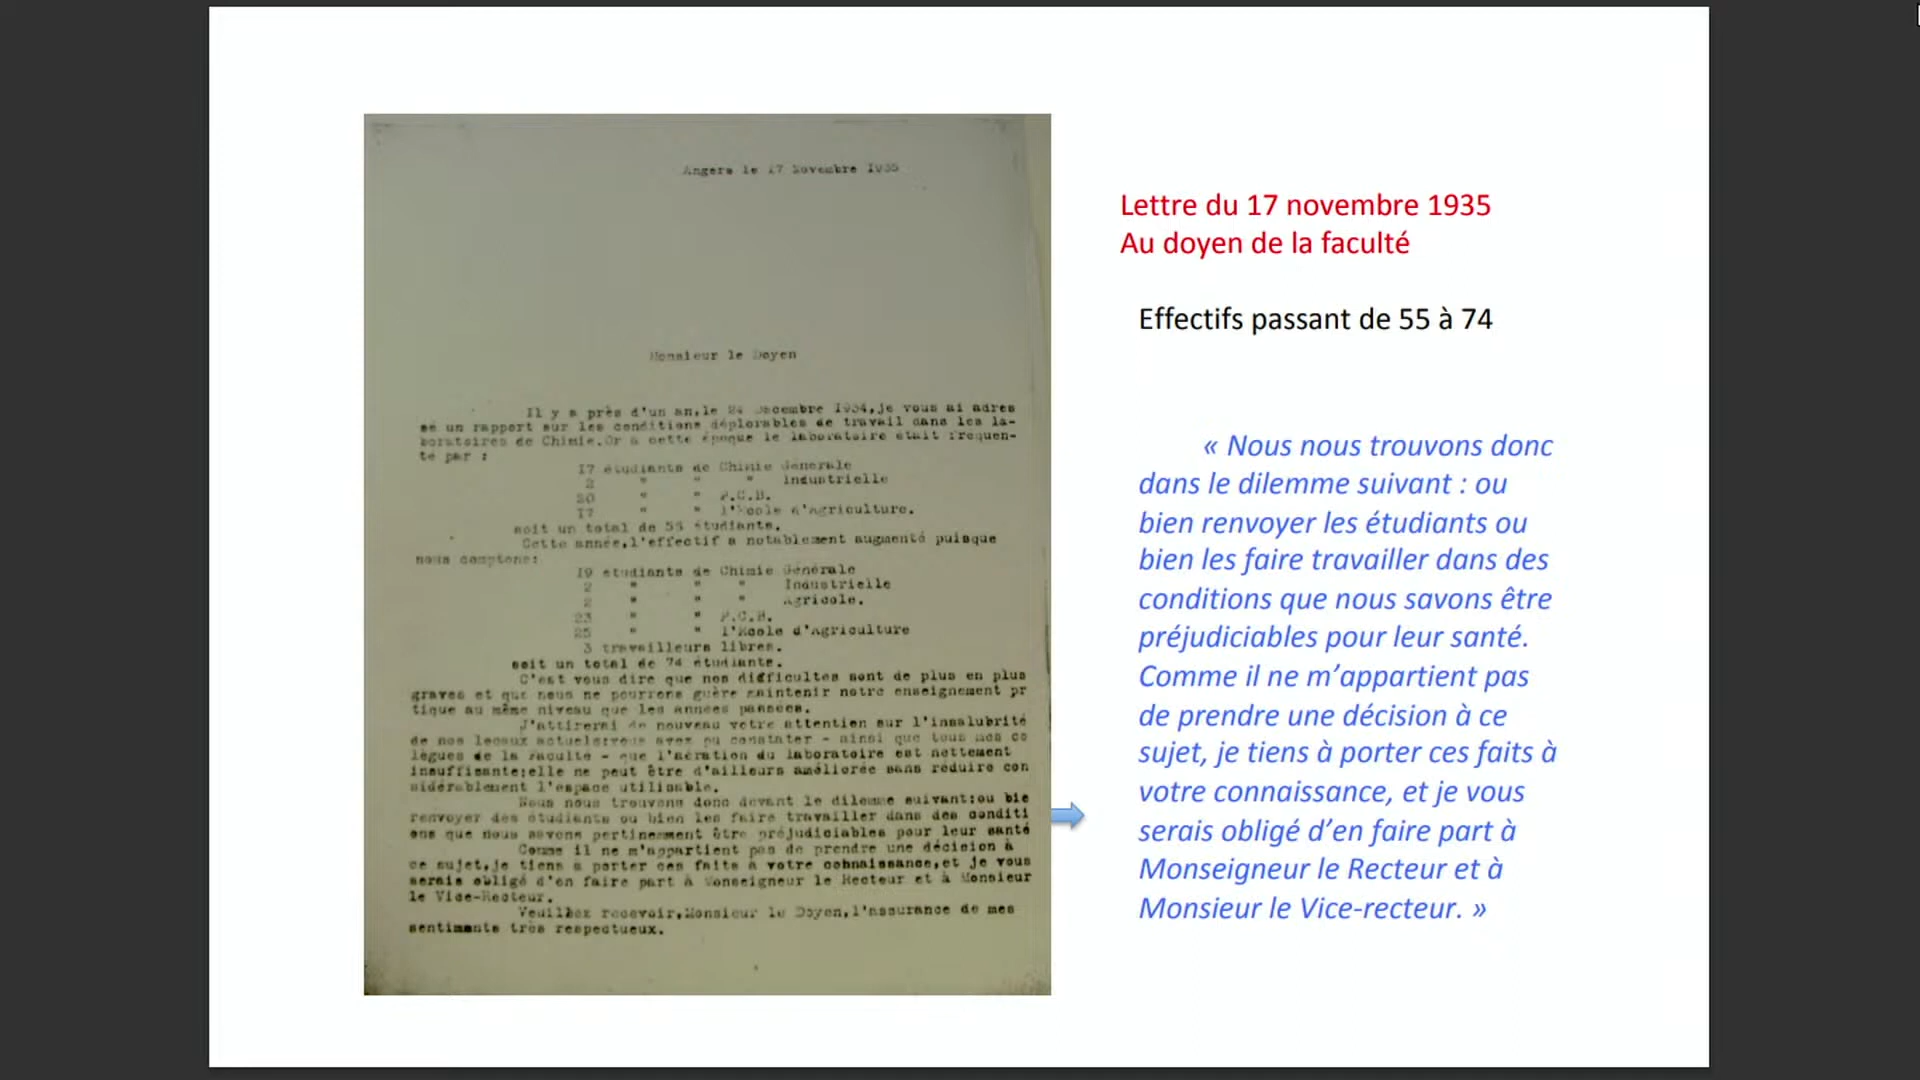 Angers le 17 Novembre 1935
Monsieur le Doyen
Il y a près d'un an,le 24 Decembre 1934,je vous ai adres
sé un rapport sur les conditions déplorables de travail dans les la-
boratoires de Chimie.Or a cette époque le laboratoire était frequen-
té par :
17 étudiants de Chimie Générale
2 " " " Industrielle
20 " " P.C.B.
17 " " l'Ecole d'Agriculture.
soit un total de 55 étudiants.
Cette année,l'effectif a notablement augmenté puisque
nous comptons:
19 etudiants de Chimie Générale
2 " " " Industrielle
2 " " " Agricole.
23 " " P.C.B.
25 " " l'Ecole d'Agriculture
3 travailleurs libres.
soit un total de 74 étudiants.
C'est vous dire que nos difficultes sont de plus en plus
graves et que nous ne pourrons guère maintenir notre enseignement pr
tique au même niveau que les années passées.
J'attirerai de nouveau votre attention sur l'insalubrité
de nos locaux actuels:vous avez pu constater - ainsi que tous mes co
lègues de la Faculte - que l'aération du laboratoire est nettement
insuffisante;elle ne peut être d'ailleurs améliorée sans reduire con
sidérablement l'espace utilisable.
Nous nous trouvons donc devant le dilemme suivant:ou bie
renvoyer des étudiants ou bien les faire travailler dans des conditi
ons que nous savons pertinemment être préjudiciables pour leur santé
Comme il ne m'appartient pas de prendre une décision à
ce sujet,je tiens a porter ces faits à votre connaissance,et je vous
serais obligé d'en faire part à Monseigneur le Recteur et à Monsieur
le Vice-Recteur.
Veuillez recevoir,Monsieur le Doyen,l'assurance de mes
sentiments très respectueux.
Lettre du 17 novembre 1935
Au doyen de la faculté
Effectifs passant de 55 à 74
« Nous nous trouvons donc
dans le dilemme suivant : ou
bien renvoyer les étudiants ou
bien les faire travailler dans des
conditions que nous savons être
préjudiciables pour leur santé.
Comme il ne m’appartient pas
de prendre une décision à ce
sujet, je tiens à porter ces faits à
votre connaissance, et je vous
serais obligé d’en faire part à
Monseigneur le Recteur et à
Monsieur le Vice-recteur. »